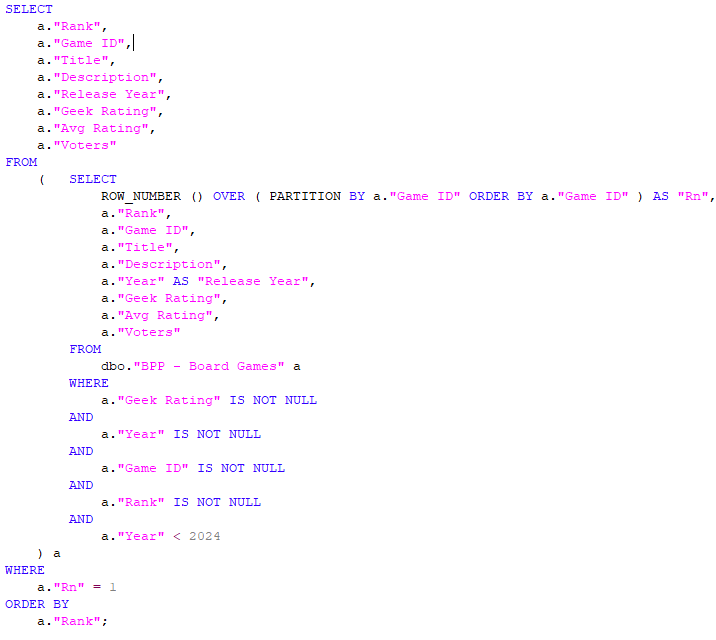 SELECT
    a."Rank",
    a."Game ID",
    a."Title",
    a."Description",
    a."Release Year",
    a."Geek Rating",
    a."Avg Rating",
    a."Voters"
FROM
    (   SELECT
            ROW_NUMBER () OVER ( PARTITION BY a."Game ID" ORDER BY a."Game ID" ) AS "Rn",
            a."Rank",
            a."Game ID",
            a."Title",
            a."Description",
            a."Year" AS "Release Year",
            a."Geek Rating",
            a."Avg Rating",
            a."Voters"
        FROM
            dbo."BPP - Board Games" a
        WHERE
            a."Geek Rating" IS NOT NULL
        AND
            a."Year" IS NOT NULL
        AND
            a."Game ID" IS NOT NULL
        AND
            a."Rank" IS NOT NULL
        AND
            a."Year" < 2024
    ) a
WHERE
    a."Rn" = 1
ORDER BY
    a."Rank";